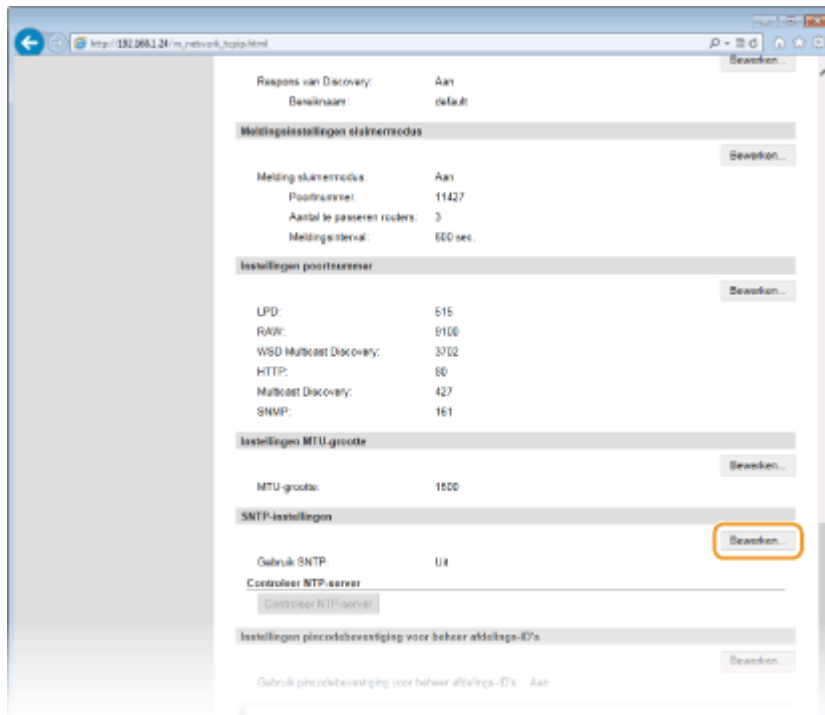 http://192.168.1.24/m_network_tcpip.html
Bewerken...
Respons van Discovery: Aan
Bereiknaam: default
Meldingsinstellingen sluimermodus
Bewerken...
Melding sluimermodus: Aan
Poortnummer: 11427
Aantal te passeren routers: 3
Meldingsinterval: 600 sec.
Instellingen poortnummer
Bewerken...
LPD: 515
RAW: 9100
WSD Multicast Discovery: 3702
HTTP: 80
Multicast Discovery: 427
SNMP: 161
Instellingen MTU-grootte
Bewerken...
MTU-grootte: 1500
SNTP-instellingen
Bewerken...
Gebruik SNTP: Uit
Controleer NTP-server
Controleer NTP-server
Instellingen pincodebevestiging voor beheer afdelings-ID's
Bewerken...
Gebruik pincodebevestiging voor beheer afdelings-ID's: Aan